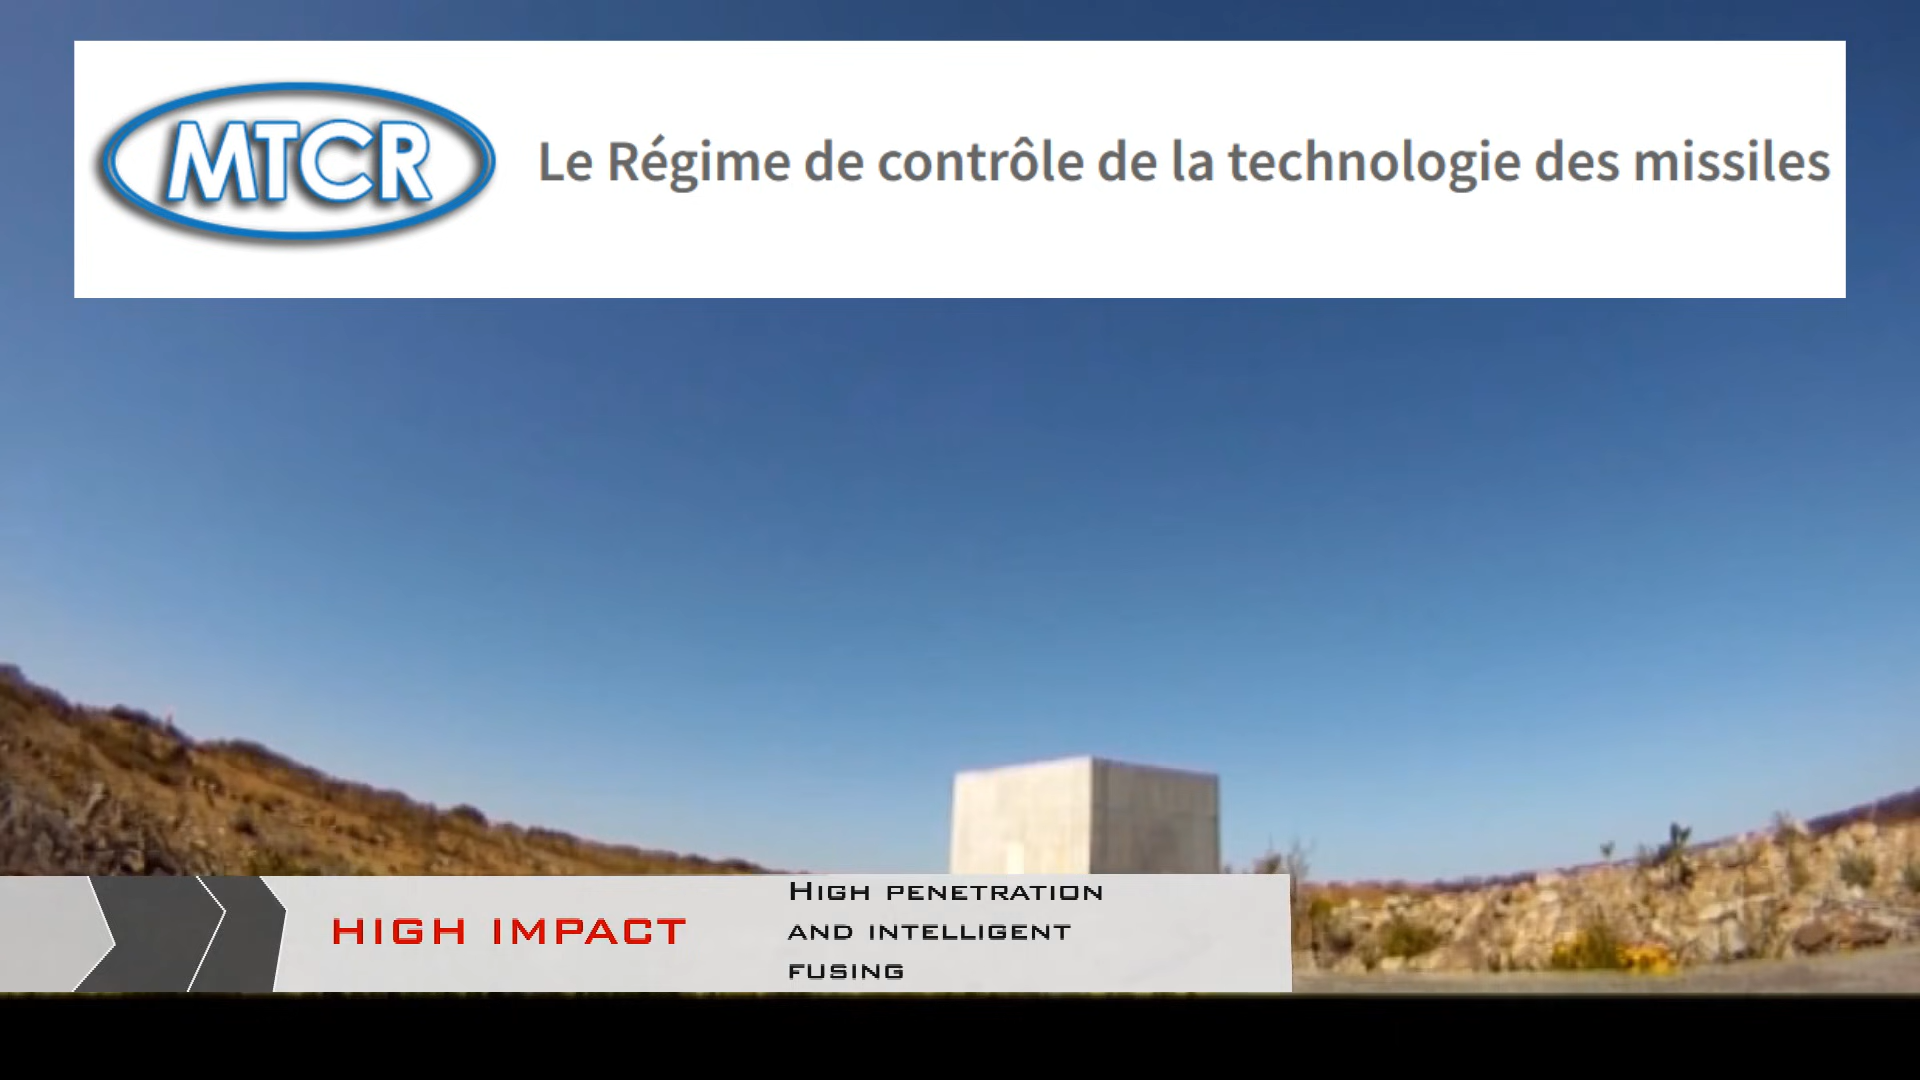 MTCR
Le Régime de contrôle de la technologie des missiles
HIGH IMPACT
HIGH PENETRATION
AND INTELLIGENT
FUSING